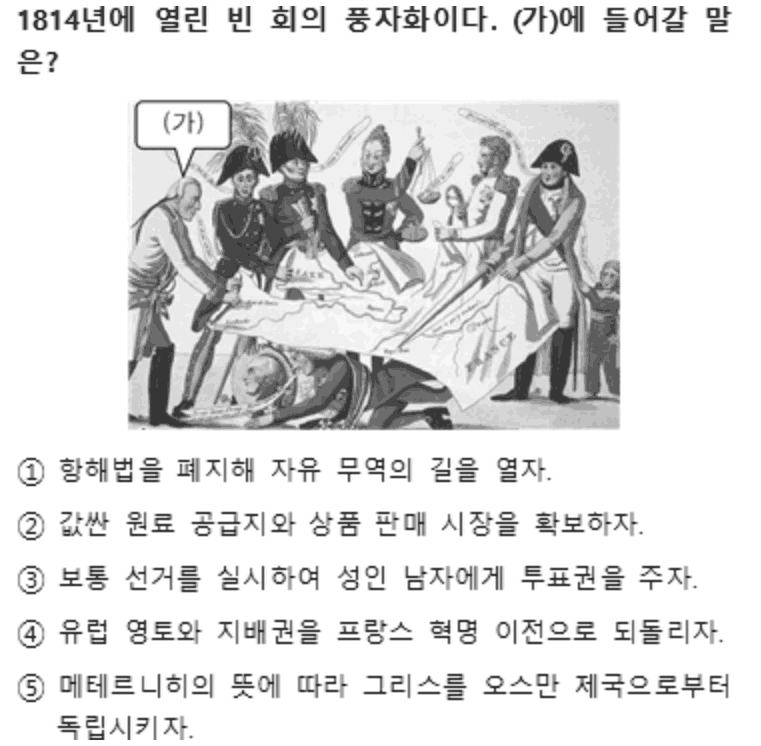 1814년에 열린 빈 회의 풍자화이다. (가)에 들어갈 말
은?
(가)
FRANCE
① 항해법을 폐지해 자유 무역의 길을 열자.
② 값싼 원료 공급지와 상품 판매 시장을 확보하자.
③ 보통 선거를 실시하여 성인 남자에게 투표권을 주자.
④ 유럽 영토와 지배권을 프랑스 혁명 이전으로 되돌리자.
⑤ 메테르니히의 뜻에 따라 그리스를 오스만 제국으로부터
독립시키자.